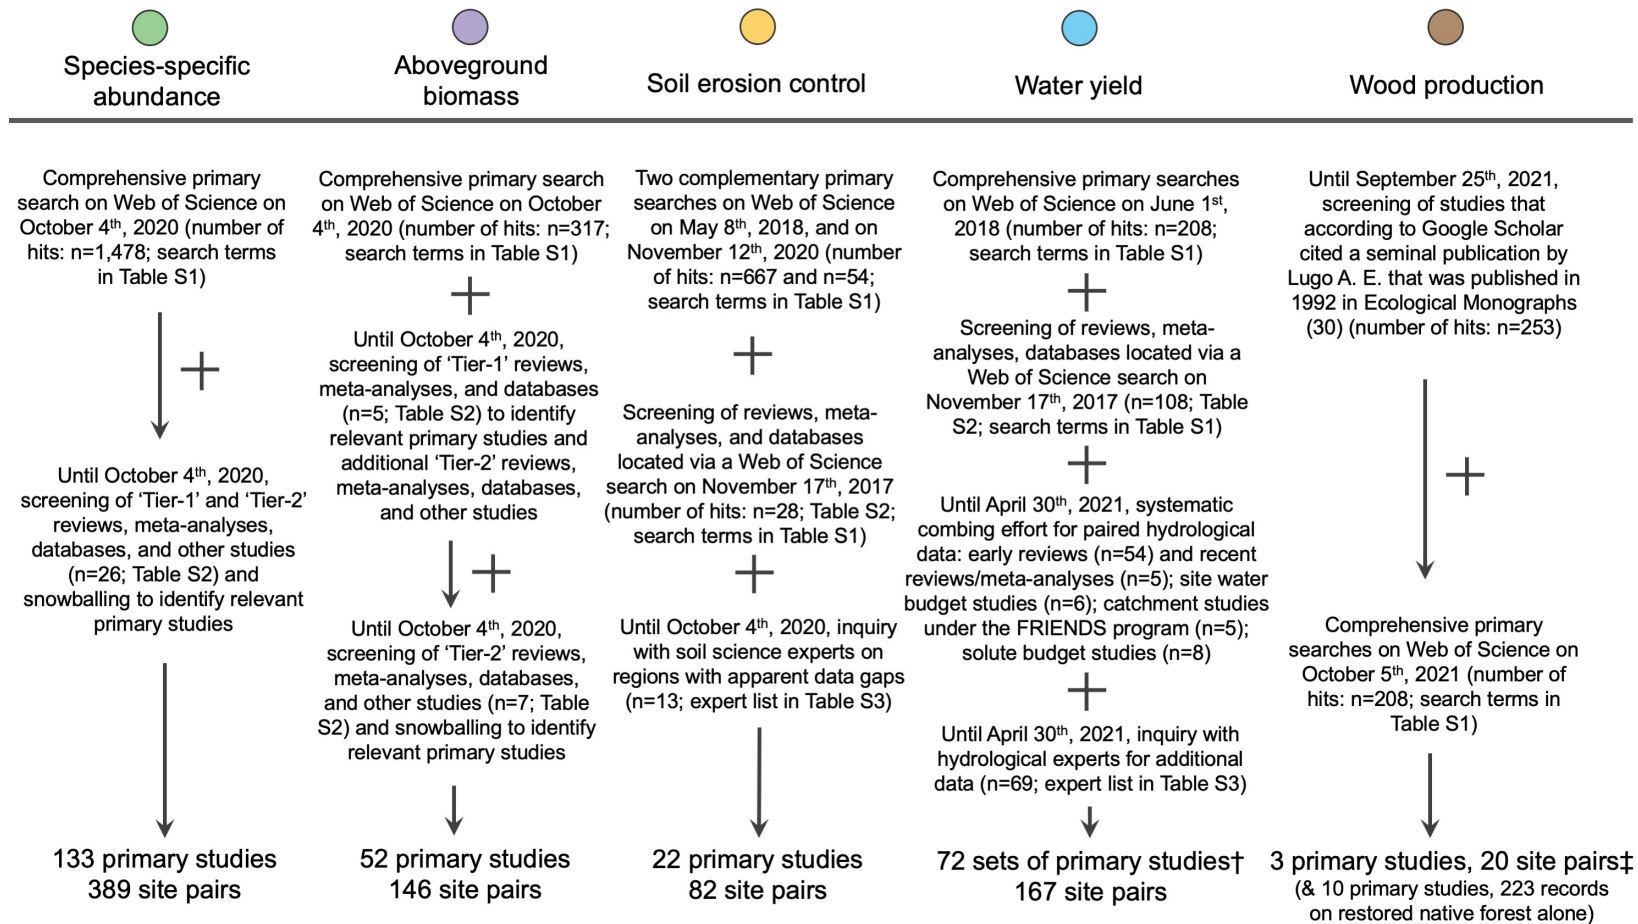 Species-specific
abundance
Comprehensive primary
search on Web of Science on
October 4th, 2020 (number of
hits: n=1,478; search terms
in Table S1)
Until October 4th, 2020,
screening of ‘Tier-1’ and ‘Tier-2’
reviews, meta-analyses,
databases, and other studies
(n=26; Table S2) and
snowballing to identify relevant
primary studies
133 primary studies
389 site pairs
Aboveground
biomass
Comprehensive primary search
on Web of Science on October
4th, 2020 (number of hits: n=317;
search terms in Table S1)
Until October 4th, 2020,
screening of ‘Tier-1’ reviews,
meta-analyses, and databases
(n=5; Table S2) to identify
relevant primary studies and
additional ‘Tier-2’ reviews,
meta-analyses, databases,
and other studies
Until October 4th, 2020,
screening of ‘Tier-2’ reviews,
meta-analyses, databases,
and other studies (n=7; Table
S2) and snowballing to identify
relevant primary studies
52 primary studies
146 site pairs
Soil erosion control
Two complementary primary
searches on Web of Science
on May 8th, 2018, and on
November 12th, 2020 (number
of hits: n=667 and n=54;
search terms in Table S1)
Screening of reviews, meta-
analyses, and databases
located via a Web of Science
search on November 17th, 2017
(number of hits: n=28; Table S2;
search terms in Table S1)
Until October 4th, 2020, inquiry
with soil science experts on
regions with apparent data gaps
(n=13; expert list in Table S3)
22 primary studies
82 site pairs
Water yield
Comprehensive primary searches
on Web of Science on June 1st,
2018 (number of hits: n=208;
search terms in Table S1)
Screening of reviews, meta-
analyses, databases located via a
Web of Science search on
November 17th, 2017 (n=108; Table
S2; search terms in Table S1)
Until April 30th, 2021, systematic
combing effort for paired hydrological
data: early reviews (n=54) and recent
reviews/meta-analyses (n=5); site water
budget studies (n=6); catchment studies
under the FRIENDS program (n=5);
solute budget studies (n=8)
Until April 30th, 2021, inquiry with
hydrological experts for additional
data (n=69; expert list in Table S3)
72 sets of primary studies†
167 site pairs
Wood production
Until September 25th, 2021,
screening of studies that
according to Google Scholar
cited a seminal publication by
Lugo A. E. that was published in
1992 in Ecological Monographs
(30) (number of hits: n=253)
Comprehensive primary
searches on Web of Science on
October 5th, 2021 (number of
hits: n=208; search terms in
Table S1)
3 primary studies, 20 site pairs‡
(& 10 primary studies, 223 records
on restored native forest alone)